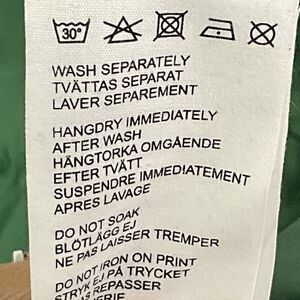 30°
WASH SEPARATELY
TVÄTTAS SEPARAT
LAVER SEPAREMENT
HANGDRY IMMEDIATELY
AFTER WASH
HÄNGTORKA OMGÅENDE
EFTER TVÄTT
SUSPENDRE IMMEDIATEMENT
APRES LAVAGE
DO NOT SOAK
BLÖTLÄGG EJ
NE PAS LAISSER TREMPER
DO NOT IRON ON PRINT
STRYK EJ PÅ TRYCKET
REPASSER